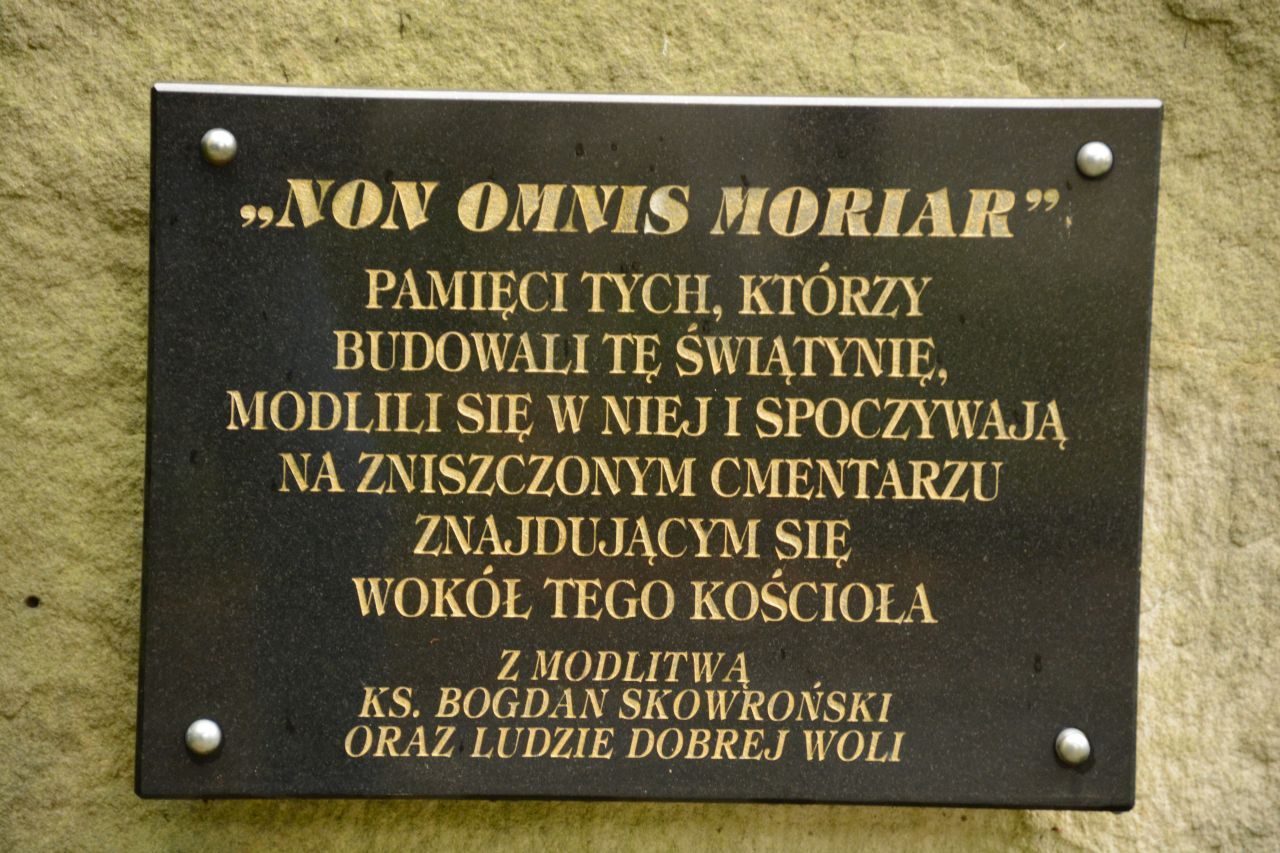 „NON OMNIS MORIAR”
PAMIĘCI TYCH, KTÓRZY
BUDOWALI TĘ ŚWIĄTYNIĘ,
MODLILI SIĘ W NIEJ I SPOCZYWAJĄ
NA ZNISZCZONYM CMENTARZU
ZNAJDUJĄCYM SIĘ
WOKÓŁ TEGO KOŚCIOŁA
Z MODLITWĄ
KS. BOGDAN SKOWROŃSKI
ORAZ LUDZIE DOBREJ WOLI